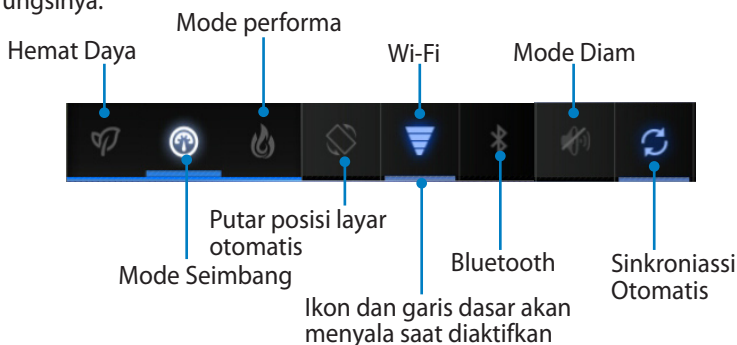 ungsinya.
Mode performa
Hemat Daya
Wi-Fi
Mode Diam
Putar posisi layar
otomatis
Mode Seimbang
Bluetooth
Sinkroniassi
Otomatis
Ikon dan garis dasar akan
menyala saat diaktifkan